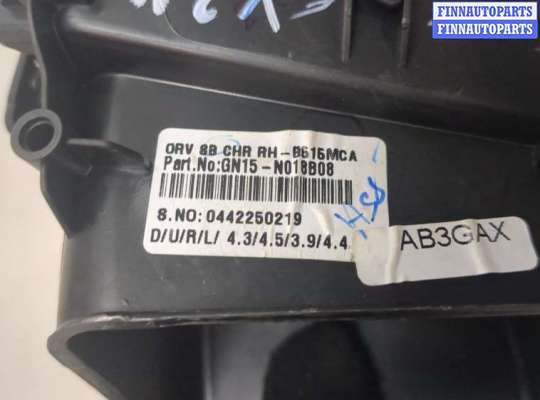 FINNAUTOPARTS
FINNAUTOPARTS
ORV 8B CHR RH-B515MCA
Part.No:GN15-N018B08
S.NO:0442250219
D/U/R/L/ 4.3/4.5/3.9/4.4
AB3GAX